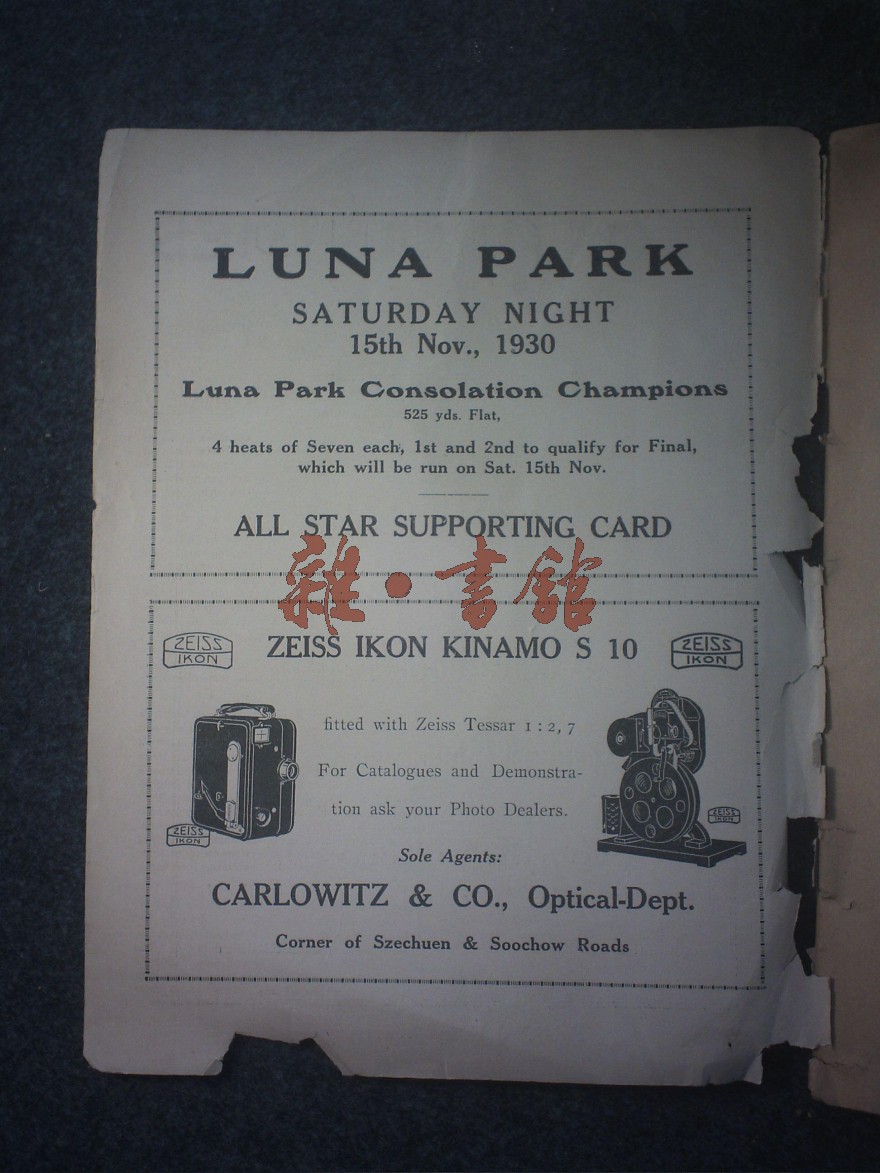 LUNA PARK
SATURDAY NIGHT
15th Nov., 1930
Luna Park Consolation Champions
525 yds. Flat,
4 heats of Seven each, 1st and 2nd to qualify for Final,
which will be run on Sat. 15th Nov.
ALL STAR SUPPORTING CARD
雜·書館
ZEISS IKON
ZEISS IKON KINAMO S 10
ZEISS IKON
fitted with Zeiss Tessar 1 : 2, 7
For Catalogues and Demonstra-
tion ask your Photo Dealers.
ZEISS IKON
ZEISS IKON
Sole Agents:
CARLOWITZ & CO., Optical-Dept.
Corner of Szechuen & Soochow Roads